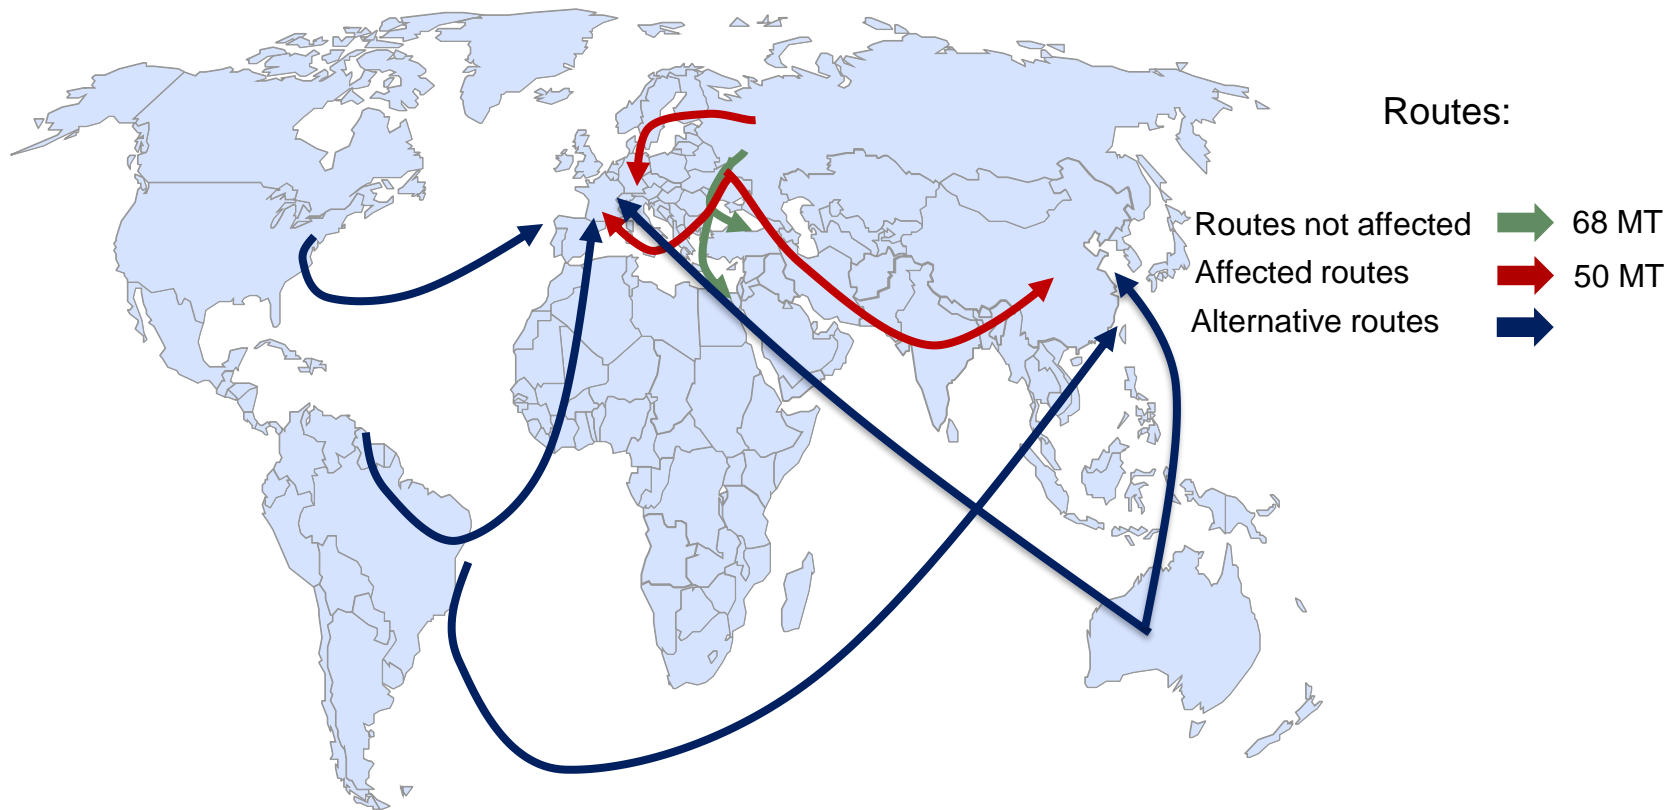 Routes:
Routes not affected 68 MT
Affected routes 50 MT
Alternative routes